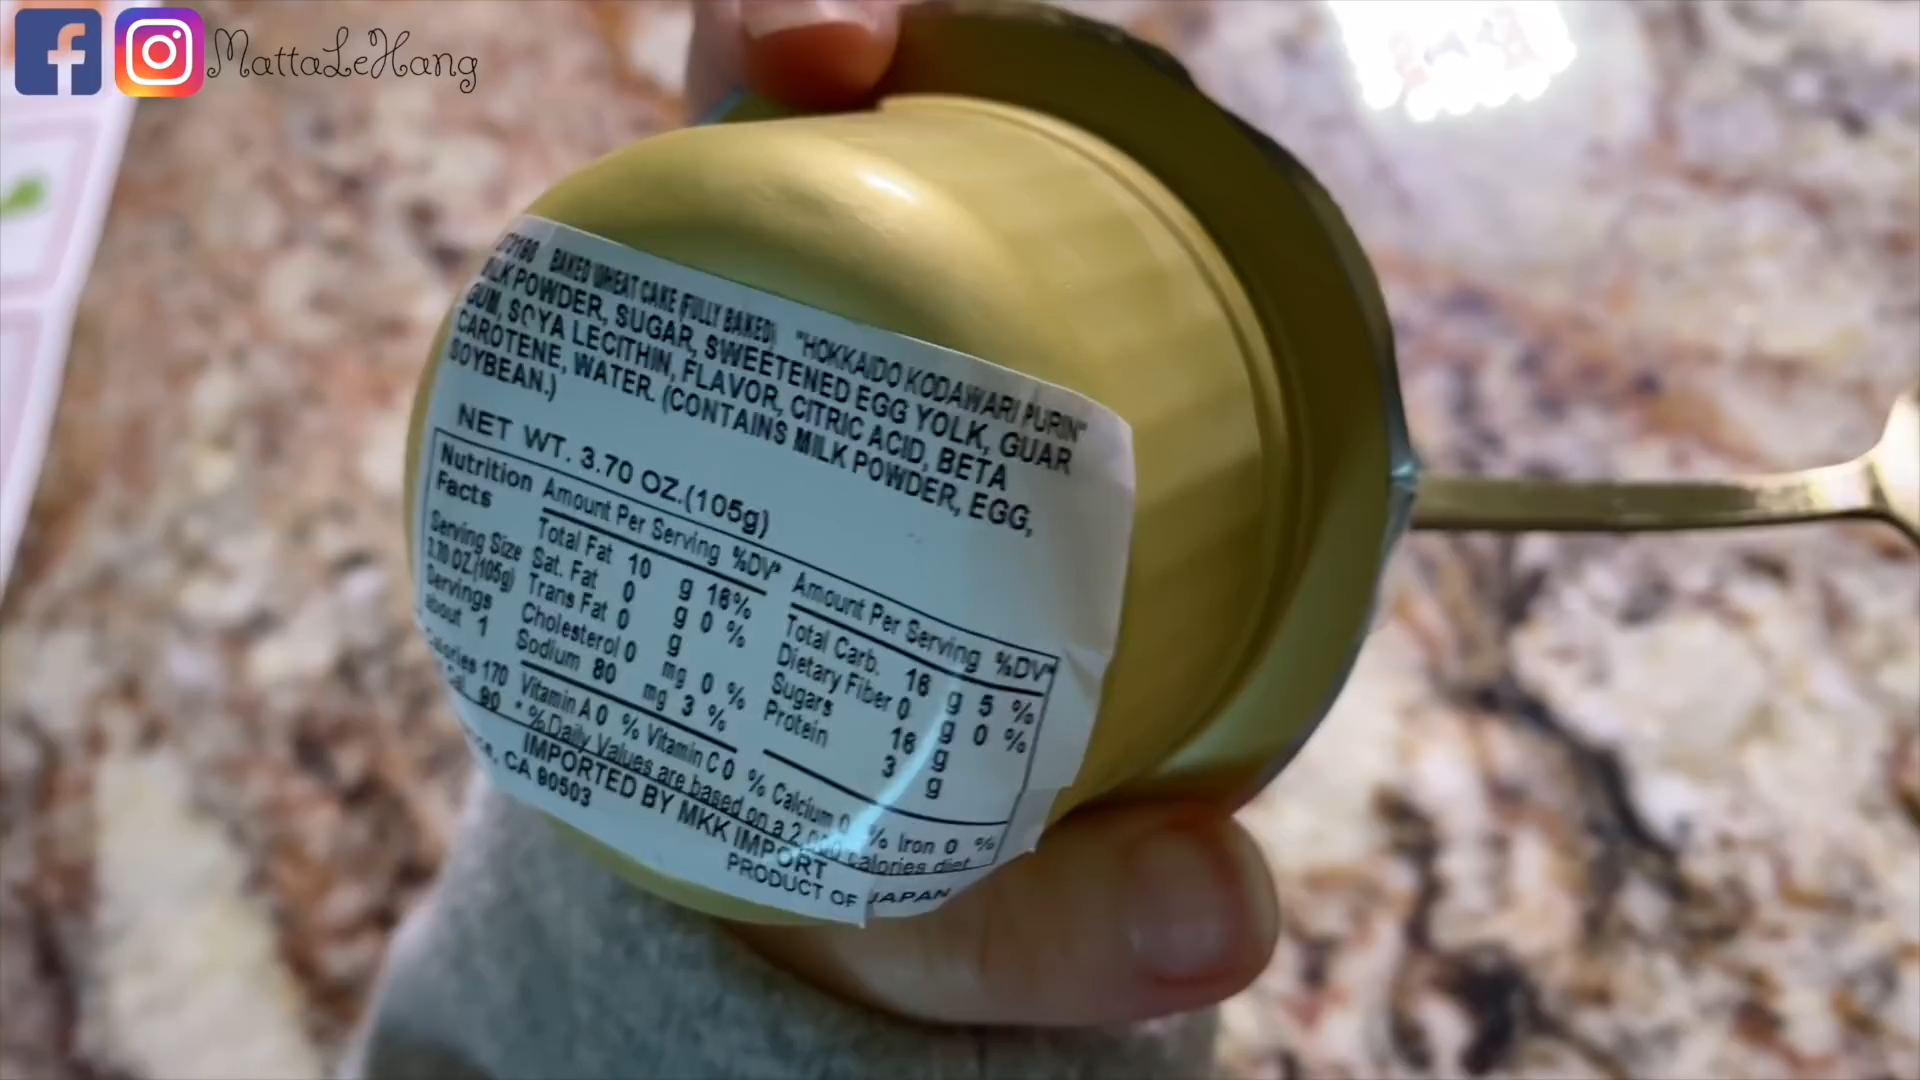 MattaLeHang
BAKED WHEAT CAKE (FULLY BAKED) "HOKKAIDO KODAWARI PURIN"
MILK POWDER, SUGAR, SWEETENED EGG YOLK, GUAR
GUM, SOYA LECITHIN, FLAVOR, CITRIC ACID, BETA
CAROTENE, WATER. (CONTAINS MILK POWDER, EGG,
SOYBEAN.)
NET WT. 3.70 OZ.(105g)
Nutrition Facts
Serving Size
3.70 OZ.(105g)
Servings
about 1
Calories 170
90
Amount Per Serving %DV*
Total Fat 10 g 16%
Sat. Fat 0 g 0 %
Trans Fat 0 g
Cholesterol 0 mg 0 %
Sodium 80 mg 3 %
Amount Per Serving %DV*
Total Carb. 16 g 5 %
Dietary Fiber 0 g 0 %
Sugars 16 g
Protein 3 g
Vitamin A 0 % Vitamin C 0 % Calcium 0 % Iron 0 %
* % Daily Values are based on a 2,000 calories diet
IMPORTED BY MKK IMPORT
CA 90503
PRODUCT OF JAPAN